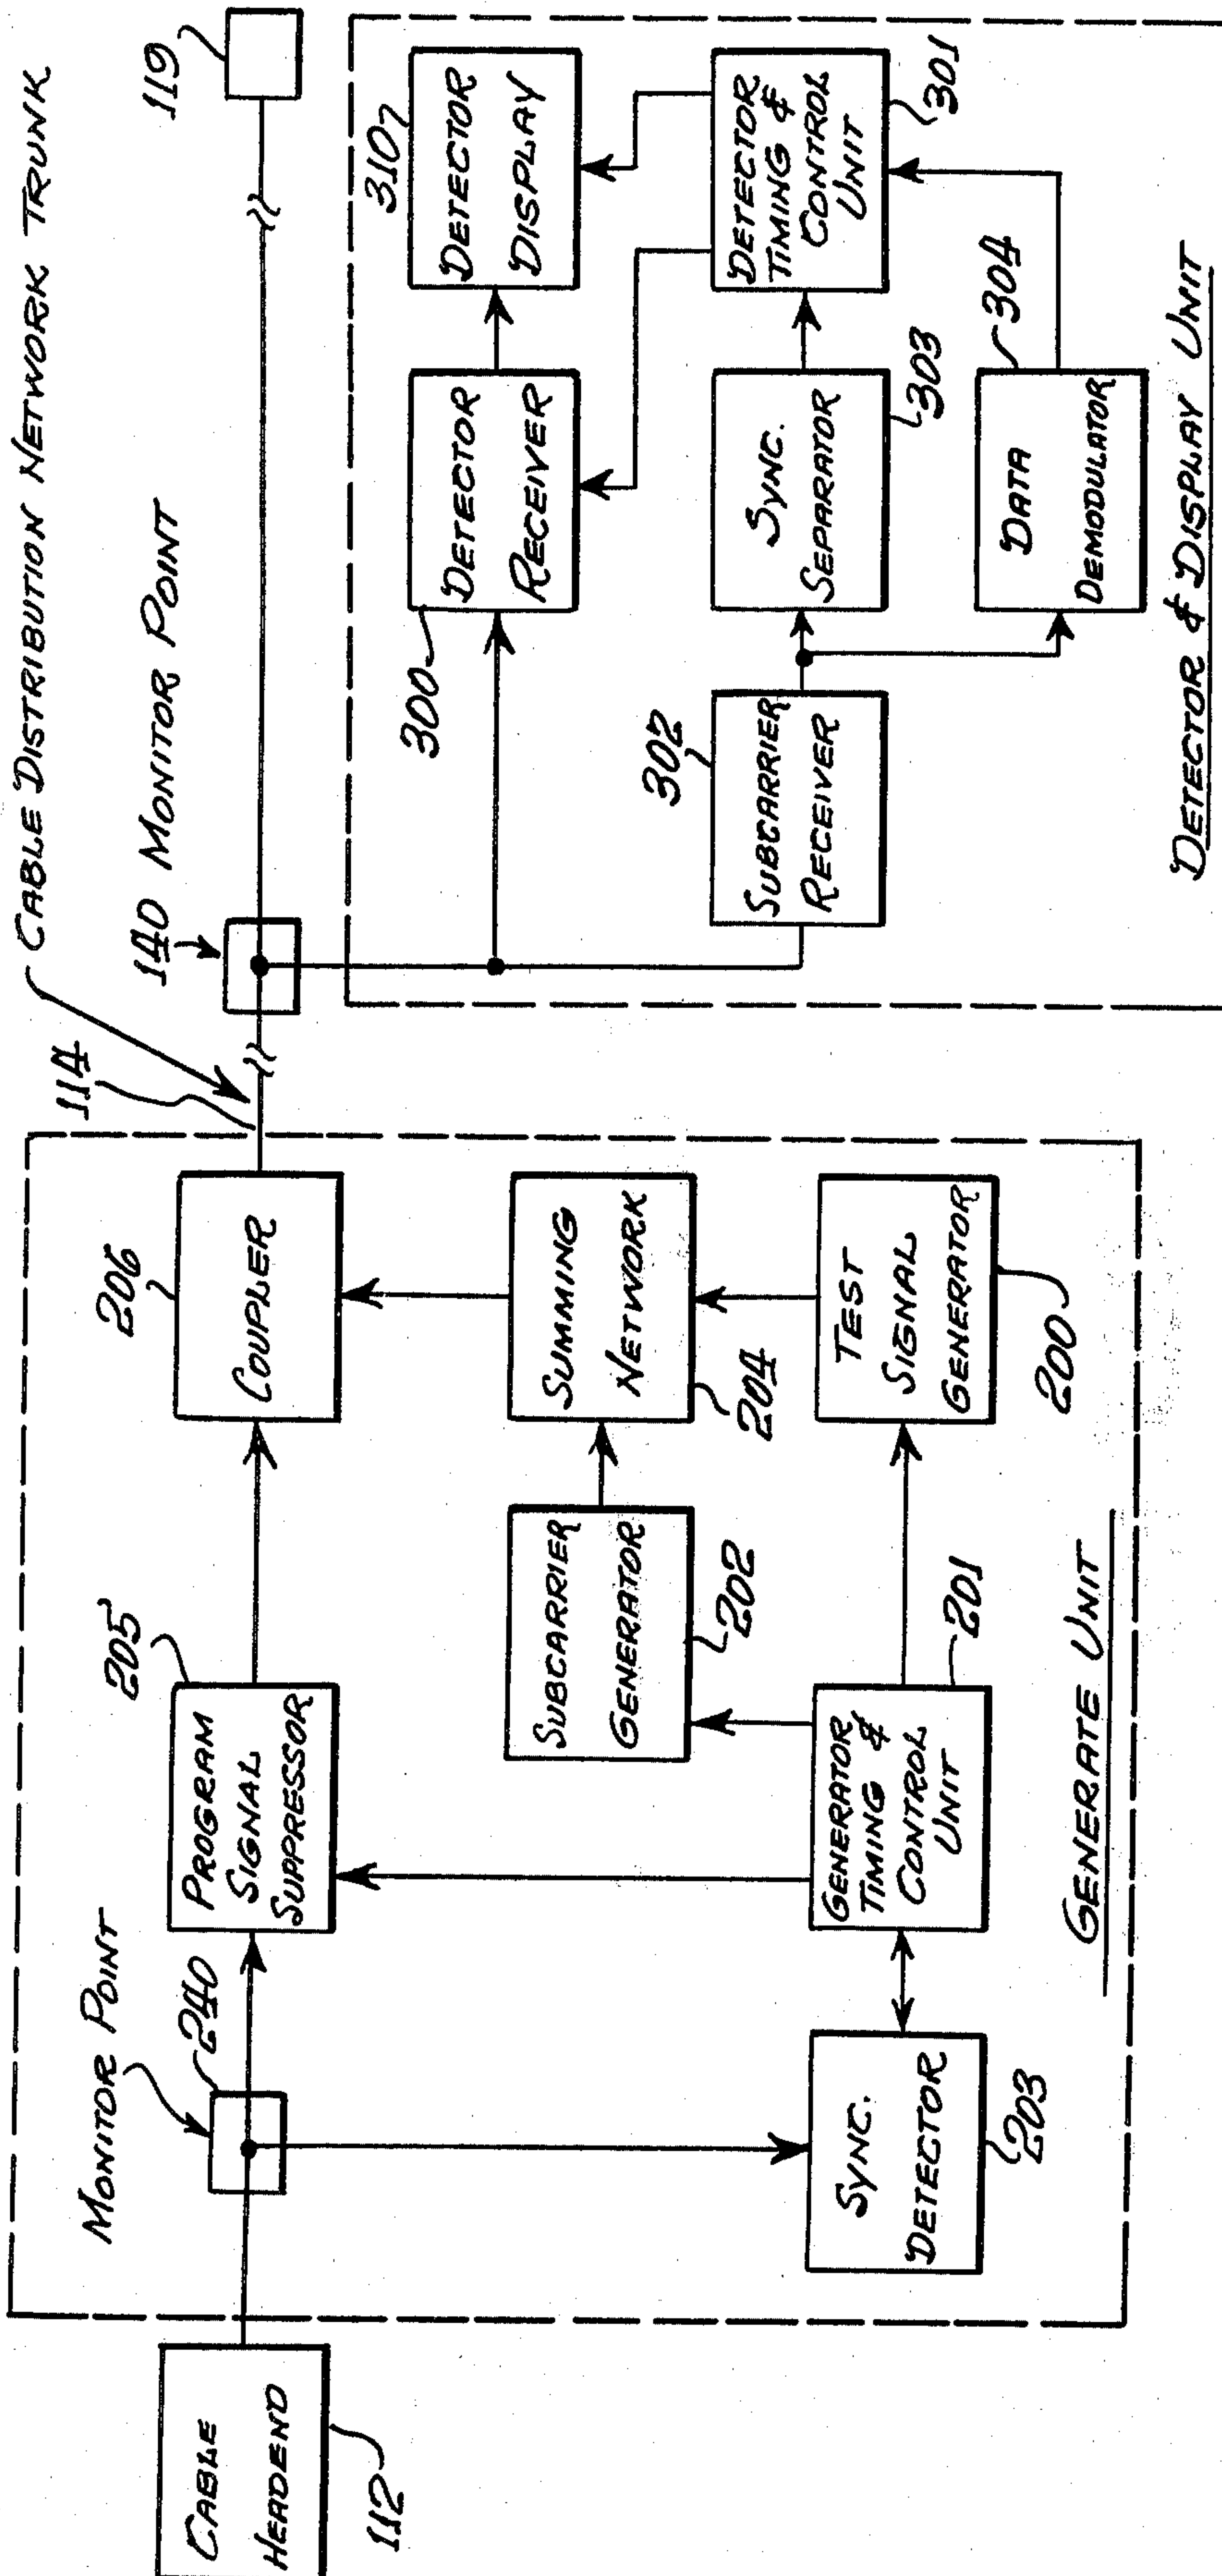 CABLE DISTRIBUTION NETWORK TRUNK
114
140 MONITOR POINT
119
CABLE
HEADEND
112
MONITOR POINT
240
PROGRAM
SIGNAL
SUPPRESSOR
205
COUPLER
206
SUBCARRIER
GENERATOR
202
SUMMING
NETWORK
204
SYNC.
DETECTOR
203
GENERATOR
TIMING &
CONTROL
UNIT
201
TEST
SIGNAL
GENERATOR
200
GENERATE UNIT
300
DETECTOR
RECEIVER
310
DETECTOR
DISPLAY
302
SUBCARRIER
RECEIVER
SYNC.
SEPARATOR
303
DETECTOR
TIMING &
CONTROL
UNIT
301
304
DATA
DEMODULATOR
DETECTOR & DISPLAY UNIT